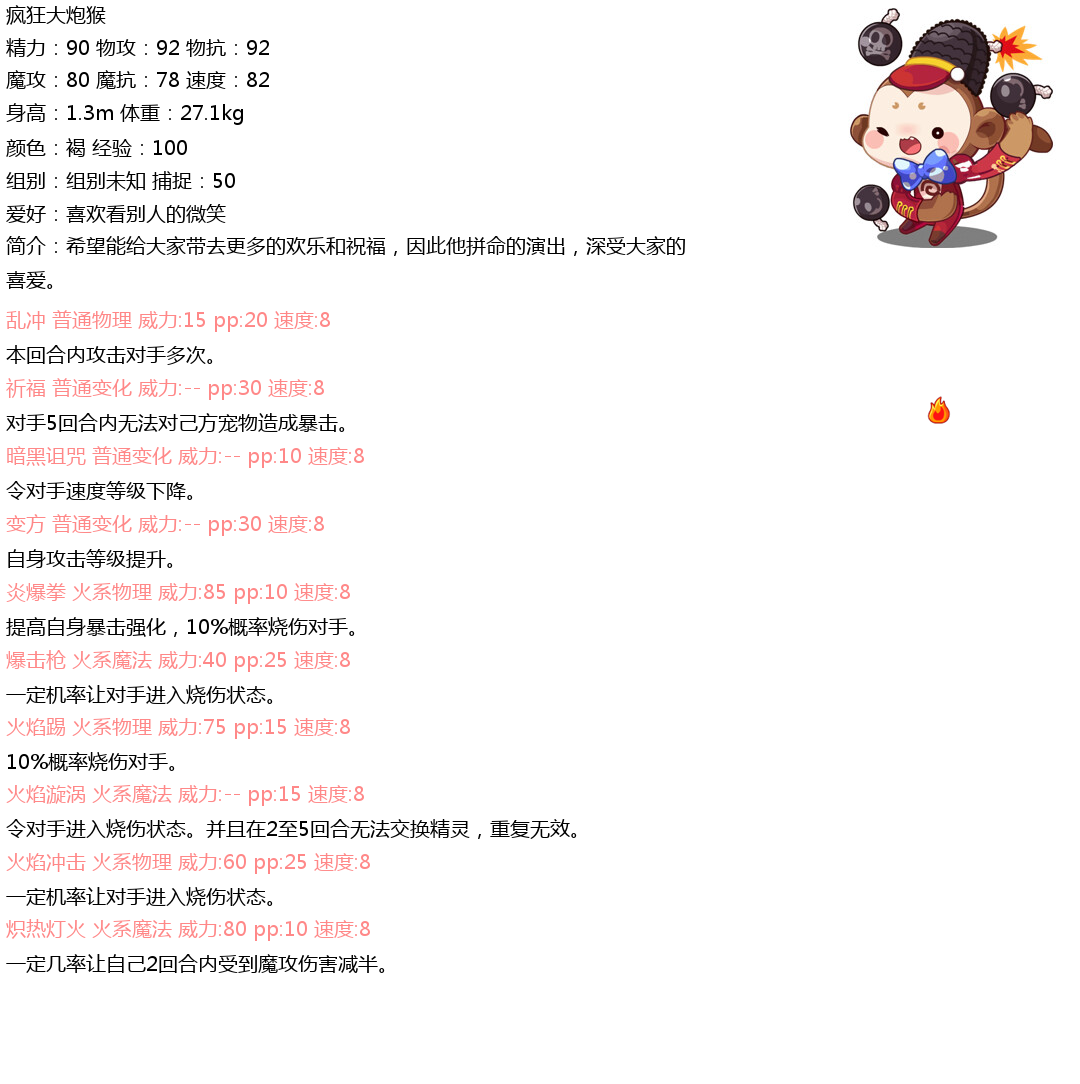 疯狂大炮猴
精力：90 物攻：92 物抗：92
魔攻：80 魔抗：78 速度：82
身高：1.3m 体重：27.1kg
颜色：褐 经验：100
组别：组别未知 捕捉：50
爱好：喜欢看别人的微笑
简介：希望能给大家带去更多的欢乐和祝福，因此他拼命的演出，深受大家的
喜爱。
乱冲 普通物理 威力:15 pp:20 速度:8
本回合内攻击对手多次。
祈福 普通变化 威力:-- pp:30 速度:8
对手5回合内无法对己方宠物造成暴击。
暗黑诅咒 普通变化 威力:-- pp:10 速度:8
令对手速度等级下降。
变方 普通变化 威力:-- pp:30 速度:8
自身攻击等级提升。
炎爆拳 火系物理 威力:85 pp:10 速度:8
提高自身暴击强化，10%概率烧伤对手。
爆击枪 火系魔法 威力:40 pp:25 速度:8
一定机率让对手进入烧伤状态。
火焰踢 火系物理 威力:75 pp:15 速度:8
10%概率烧伤对手。
火焰漩涡 火系魔法 威力:-- pp:15 速度:8
令对手进入烧伤状态。并且在2至5回合无法交换精灵，重复无效。
火焰冲击 火系物理 威力:60 pp:25 速度:8
一定机率让对手进入烧伤状态。
炽热灯火 火系魔法 威力:80 pp:10 速度:8
一定几率让自己2回合内受到魔攻伤害减半。